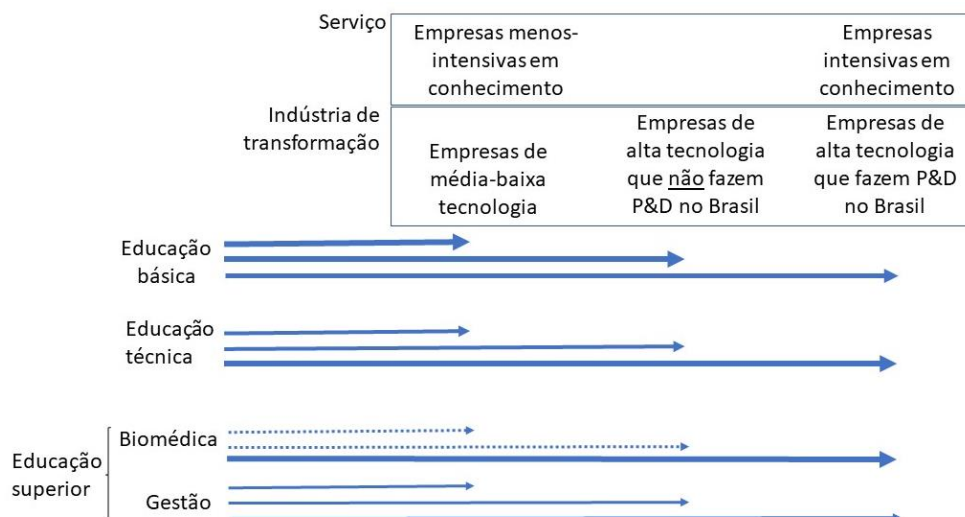 Serviço
Empresas menos-
intensivas em
conhecimento
Empresas
intensivas em
conhecimento
Indústria de
transformação
Empresas de
média-baixa
tecnologia
Empresas de
alta tecnologia
que não fazem
P&D no Brasil
Empresas de
alta tecnologia
que fazem P&D
no Brasil
Educação
básica
Educação
técnica
Educação
superior
Biomédica
Gestão